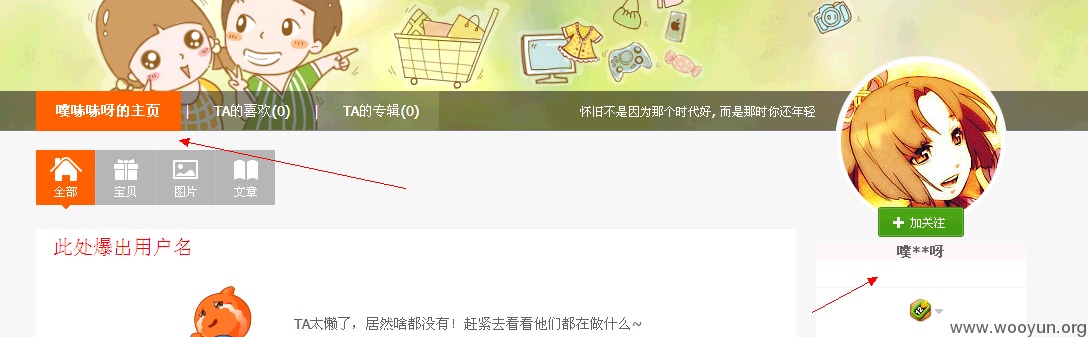 噗味味呀的主页 | TA的喜欢(0) | TA的专辑(0) 怀旧不是因为那个时代好, 而是那时你还年轻
全部 宝贝 图片 文章
加关注
此处爆出用户名
噗**呀
TA太懒了，居然啥都没有！赶紧去看看他们都在做什么~
www.wooyun.org